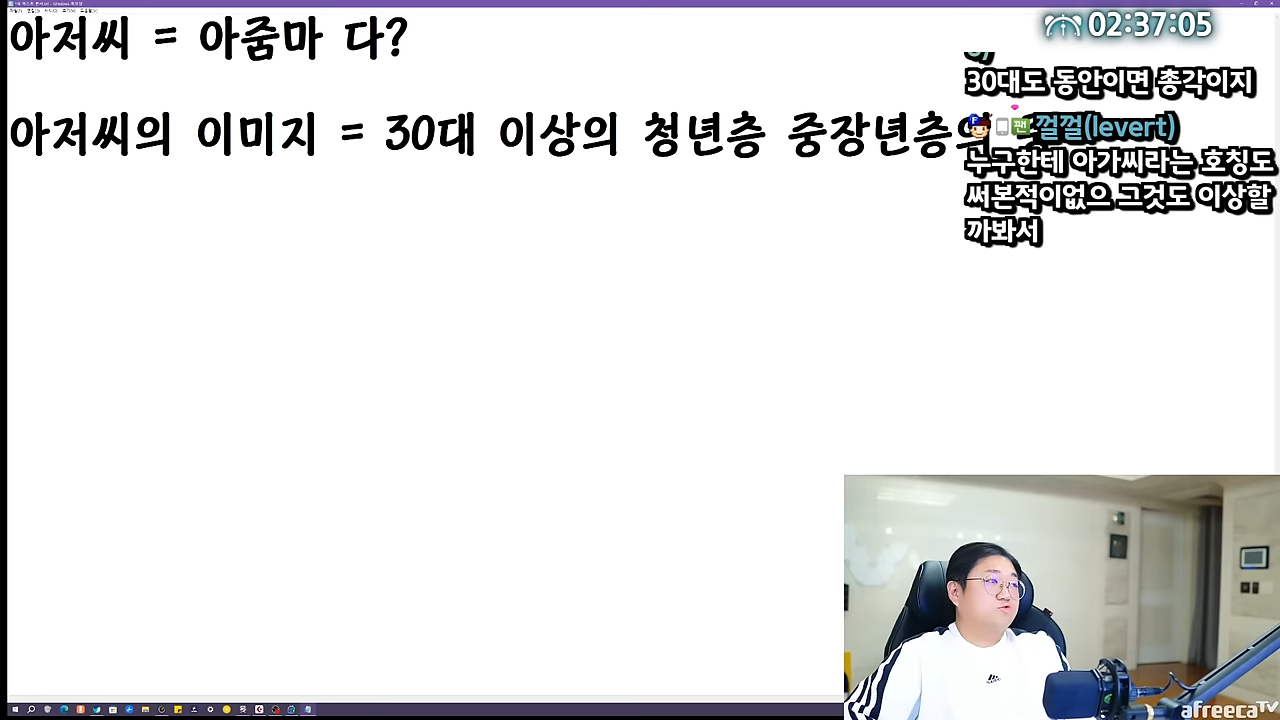 아저씨 = 아줌마 다?
아저씨의 이미지 = 30대 이상의 청년층 중장년층의
02:37:05
30대도 동안이면 총각이지
팬 껄껄(levert)
누구한테 아가씨라는 호칭도
써본적이없으 그것도 이상할
까봐서
afreecaTV